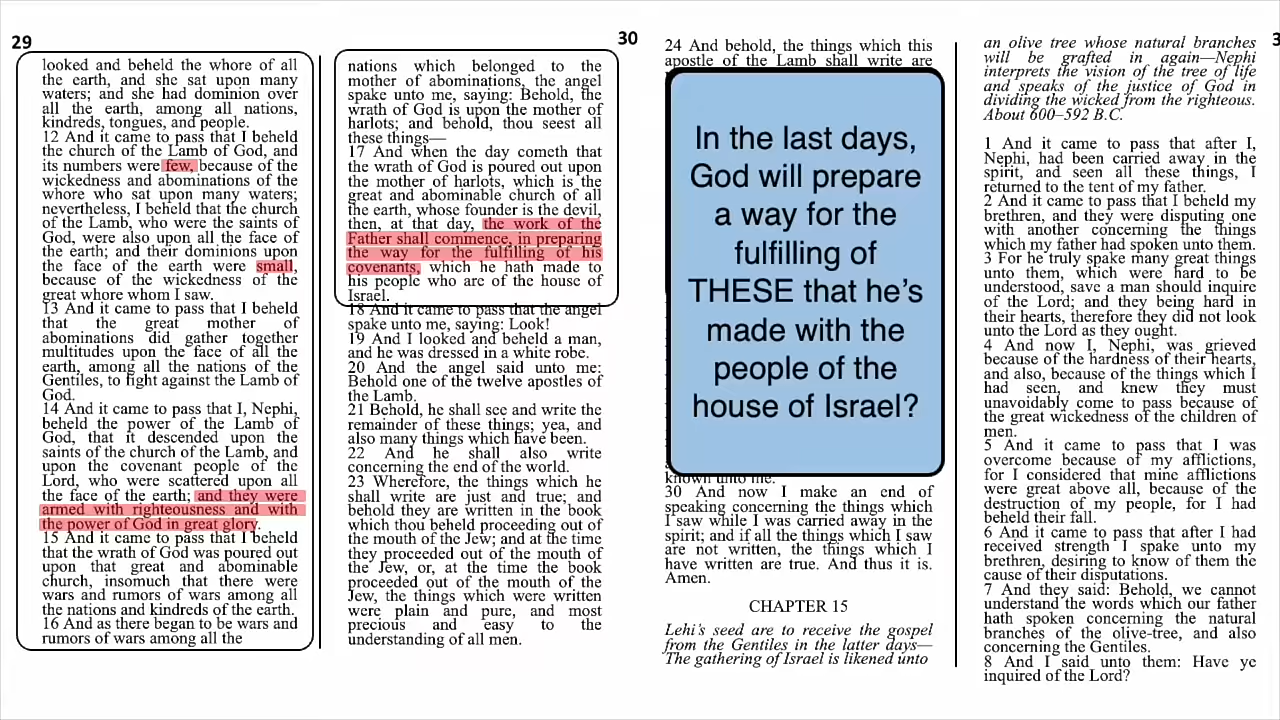 29
looked and beheld the whore of all
the earth, and she sat upon many
waters; and she had dominion over
all the earth, among all nations,
kindreds, tongues, and people.
12 And it came to pass that I beheld
the church of the Lamb of God, and
its numbers were few, because of the
wickedness and abominations of the
whore who sat upon many waters;
nevertheless, I beheld that the church
of the Lamb, who were the saints of
God, were also upon all the face of
the earth; and their dominions upon
the face of the earth were small,
because of the wickedness of the
great whore whom I saw.
13 And it came to pass that I beheld
that the great mother of
abominations did gather together
multitudes upon the face of all the
earth, among all the nations of the
Gentiles, to fight against the Lamb of
God.
14 And it came to pass that I, Nephi,
beheld the power of the Lamb of
God, that it descended upon the
saints of the church of the Lamb, and
upon the covenant people of the
Lord, who were scattered upon all
the face of the earth; and they were
armed with righteousness and with
the power of God in great glory.
15 And it came to pass that I beheld
that the wrath of God was poured out
upon that great and abominable
church, insomuch that there were
wars and rumors of wars among all
the nations and kindreds of the earth.
16 And as there began to be wars and
rumors of wars among all the
30
nations which belonged to the
mother of abominations, the angel
spake unto me, saying: Behold, the
wrath of God is upon the mother of
harlots; and behold, thou seest all
these things—
17 And when the day cometh that
the wrath of God is poured out upon
the mother of harlots, which is the
great and abominable church of all
the earth, whose founder is the devil,
then, at that day, the work of the
Father shall commence, in preparing
the way for the fulfilling of his
covenants, which he hath made to
his people who are of the house of
Israel.
18 And it came to pass that the angel
spake unto me, saying: Look!
19 And I looked and beheld a man,
and he was dressed in a white robe.
20 And the angel said unto me:
Behold one of the twelve apostles of
the Lamb.
21 Behold, he shall see and write the
remainder of these things; yea, and
also many things which have been.
22 And he shall also write
concerning the end of the world.
23 Wherefore, the things which he
shall write are just and true; and
behold they are written in the book
which thou beheld proceeding out of
the mouth of the Jew; and at the time
they proceeded out of the mouth of
the Jew, or, at the time the book
proceeded out of the mouth of the
Jew, the things which were written
were plain and pure, and most
precious and easy to the
understanding of all men.
24 And behold, the things which this
apostle of the Lamb shall write are
In the last days,
God will prepare
a way for the
fulfilling of
THESE that he's
made with the
people of the
house of Israel?
known unto me.
30 And now I make an end of
speaking concerning the things which
I saw while I was carried away in the
spirit; and if all the things which I saw
are not written, the things which I
have written are true. And thus it is.
Amen.
CHAPTER 15
Lehi's seed are to receive the gospel
from the Gentiles in the latter days—
The gathering of Israel is likened unto
an olive tree whose natural branches
will be grafted in again—Nephi
interprets the vision of the tree of life
and speaks of the justice of God in
dividing the wicked from the righteous.
About 600–592 B.C.
1 And it came to pass that after I,
Nephi, had been carried away in the
spirit, and seen all these things, I
returned to the tent of my father.
2 And it came to pass that I beheld my
brethren, and they were disputing one
with another concerning the things
which my father had spoken unto them.
3 For he truly spake many great things
unto them, which were hard to be
understood, save a man should inquire
of the Lord; and they being hard in
their hearts, therefore they did not look
unto the Lord as they ought.
4 And now I, Nephi, was grieved
because of the hardness of their hearts,
and also, because of the things which I
had seen, and knew they must
unavoidably come to pass because of
the great wickedness of the children of
men.
5 And it came to pass that I was
overcome because of my afflictions,
for I considered that mine afflictions
were great above all, because of the
destruction of my people, for I had
beheld their fall.
6 And it came to pass that after I had
received strength I spake unto my
brethren, desiring to know of them the
cause of their disputations.
7 And they said: Behold, we cannot
understand the words which our father
hath spoken concerning the natural
branches of the olive-tree, and also
concerning the Gentiles.
8 And I said unto them: Have ye
inquired of the Lord?